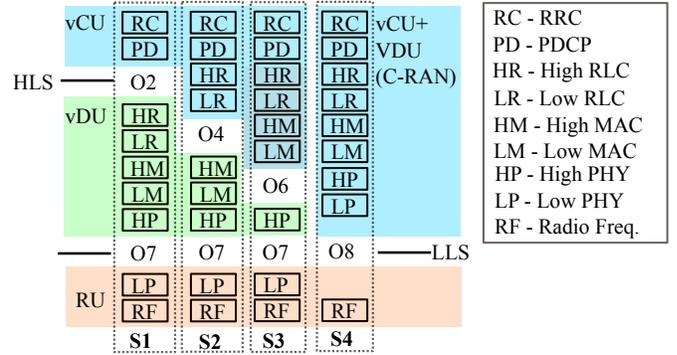 vCU RC RC RC RC vCU+
PD PD PD PD VDU
HR HR HR (C-RAN)
HLS O2 LR LR LR
vDU HR O4 HM HM
LR LM LM
HM HM O6 HP
LM LM LP
HP HP HP
O7 O7 O7 O8 LLS
RU LP LP LP
RF RF RF RF
S1 S2 S3 S4
RC - RRC
PD - PDCP
HR - High RLC
LR - Low RLC
HM - High MAC
LM - Low MAC
HP - High PHY
LP - Low PHY
RF - Radio Freq.